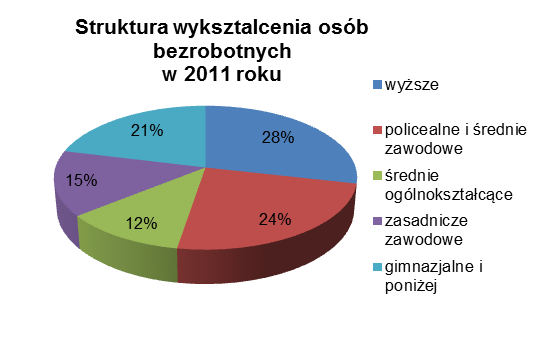 Struktura wyksztalcenia osób
bezrobotnych
w 2011 roku
28%
24%
12%
15%
21%
wyższe
policealne i średnie
zawodowe
średnie
ogólnokształcące
zasadnicze
zawodowe
gimnazjalne i
poniżej